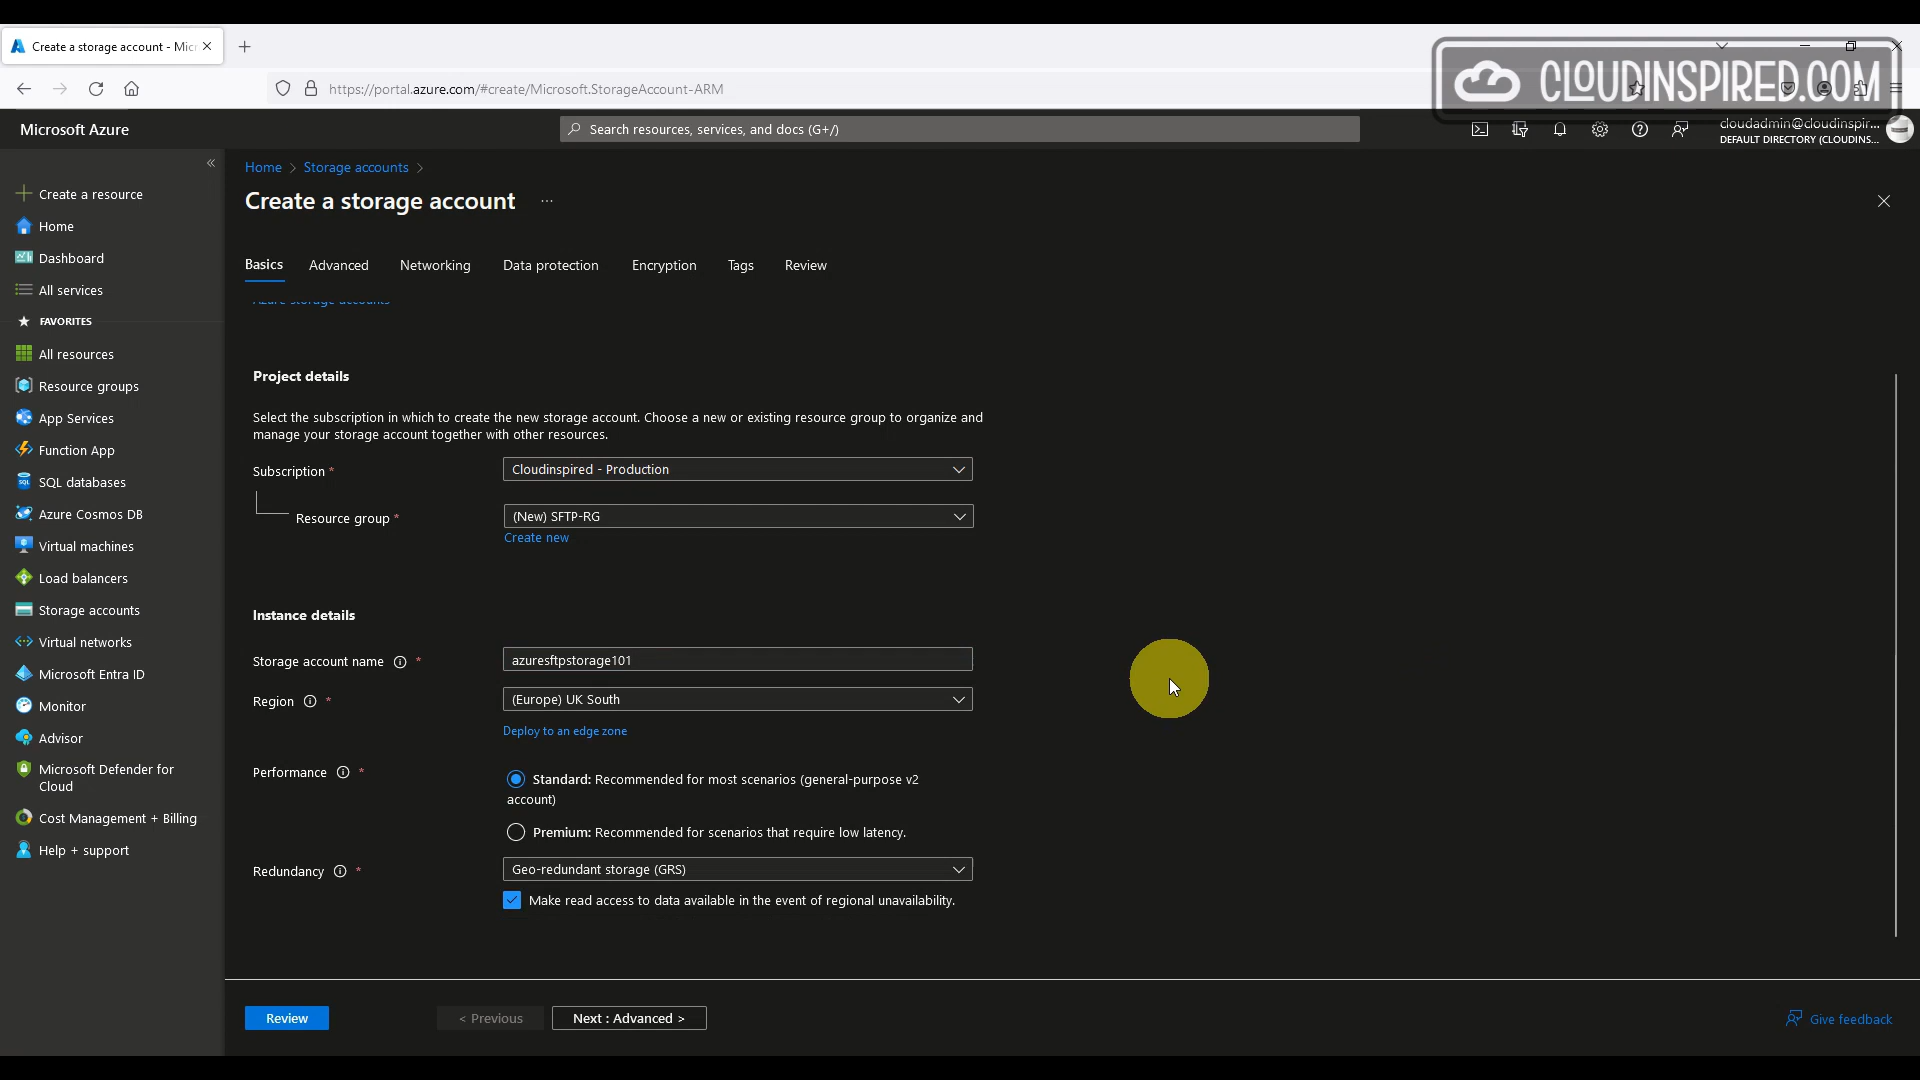 Create a storage account - Mic
https://portal.azure.com/#create/Microsoft.StorageAccount-ARM
CLOUDINSPIRED.COM
Microsoft Azure
Search resources, services, and docs (G+/)
cloudadmin@cloudinspir...
DEFAULT DIRECTORY (CLOUDINS...
Create a resource
Home
Dashboard
All services
FAVORITES
All resources
Resource groups
App Services
Function App
SQL databases
Azure Cosmos DB
Virtual machines
Load balancers
Storage accounts
Virtual networks
Microsoft Entra ID
Monitor
Advisor
Microsoft Defender for
Cloud
Cost Management + Billing
Help + support
Home > Storage accounts >
Create a storage account ...
Basics Advanced Networking Data protection Encryption Tags Review
Azure storage accounts
Project details
Select the subscription in which to create the new storage account. Choose a new or existing resource group to organize and
manage your storage account together with other resources.
Subscription * Cloudinspired - Production
Resource group * (New) SFTP-RG
Create new
Instance details
Storage account name * azuresftpstorage101
Region * (Europe) UK South
Deploy to an edge zone
Performance * Standard: Recommended for most scenarios (general-purpose v2
account)
Premium: Recommended for scenarios that require low latency.
Redundancy * Geo-redundant storage (GRS)
Make read access to data available in the event of regional unavailability.
Review < Previous Next : Advanced > Give feedback